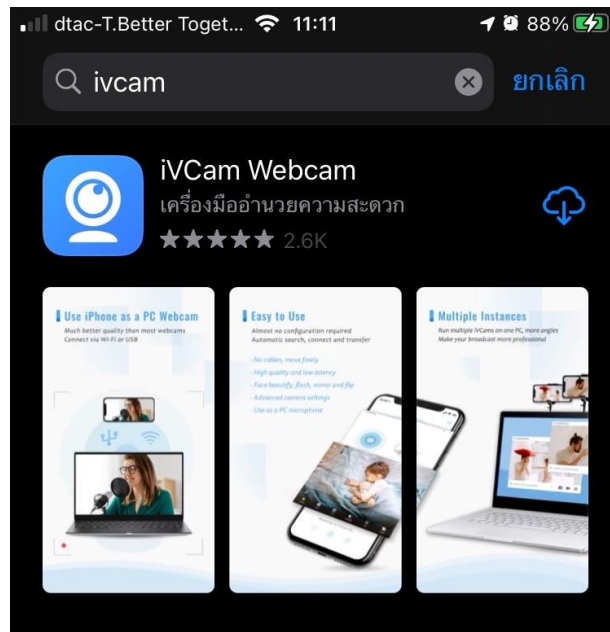 dtac-T.Better Toget... 11:11 88%
ivcam ยกเลิก
iVCam Webcam
เครื่องมืออำนวยความสะดวก
2.6K
Use iPhone as a PC Webcam
Much better quality than most webcams
Connect via Wi-Fi or USB
Easy to Use
Almost no configuration required
Automatic search, connect and transfer
- No cables, move freely
- High quality and low latency
- Face beautify, flash, mirror and flip
- Advanced camera settings
- Use as a PC microphone
Multiple Instances
Run multiple iVCams on one PC, more angles
Make your broadcast more professional